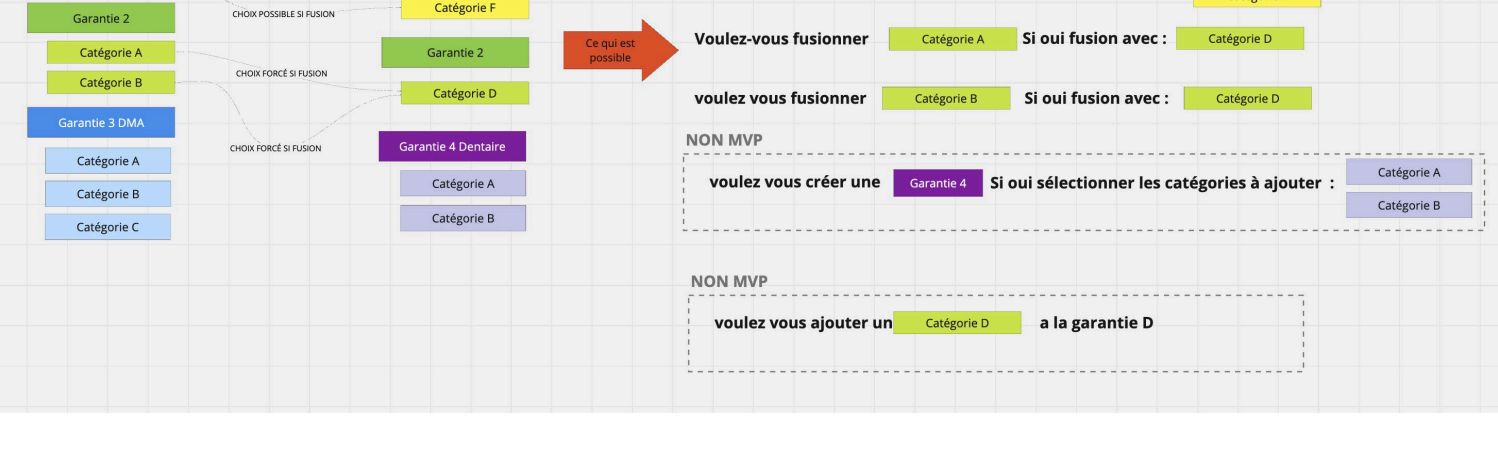 Garantie 2
CHOIX POSSIBLE SI FUSION
Catégorie F
Catégorie A
Catégorie B
CHOIX FORCÉ SI FUSION
Garantie 2
Catégorie D
Garantie 3 DMA
Catégorie A
Catégorie B
Catégorie C
CHOIX FORCÉ SI FUSION
Garantie 4 Dentaire
Catégorie A
Catégorie B
Ce qui est
possible
Voulez-vous fusionner Catégorie A Si oui fusion avec : Catégorie D
voulez vous fusionner Catégorie B Si oui fusion avec : Catégorie D
NON MVP
voulez vous créer une Garantie 4 Si oui sélectionner les catégories à ajouter : Catégorie A
Catégorie B
NON MVP
voulez vous ajouter un Catégorie D a la garantie D